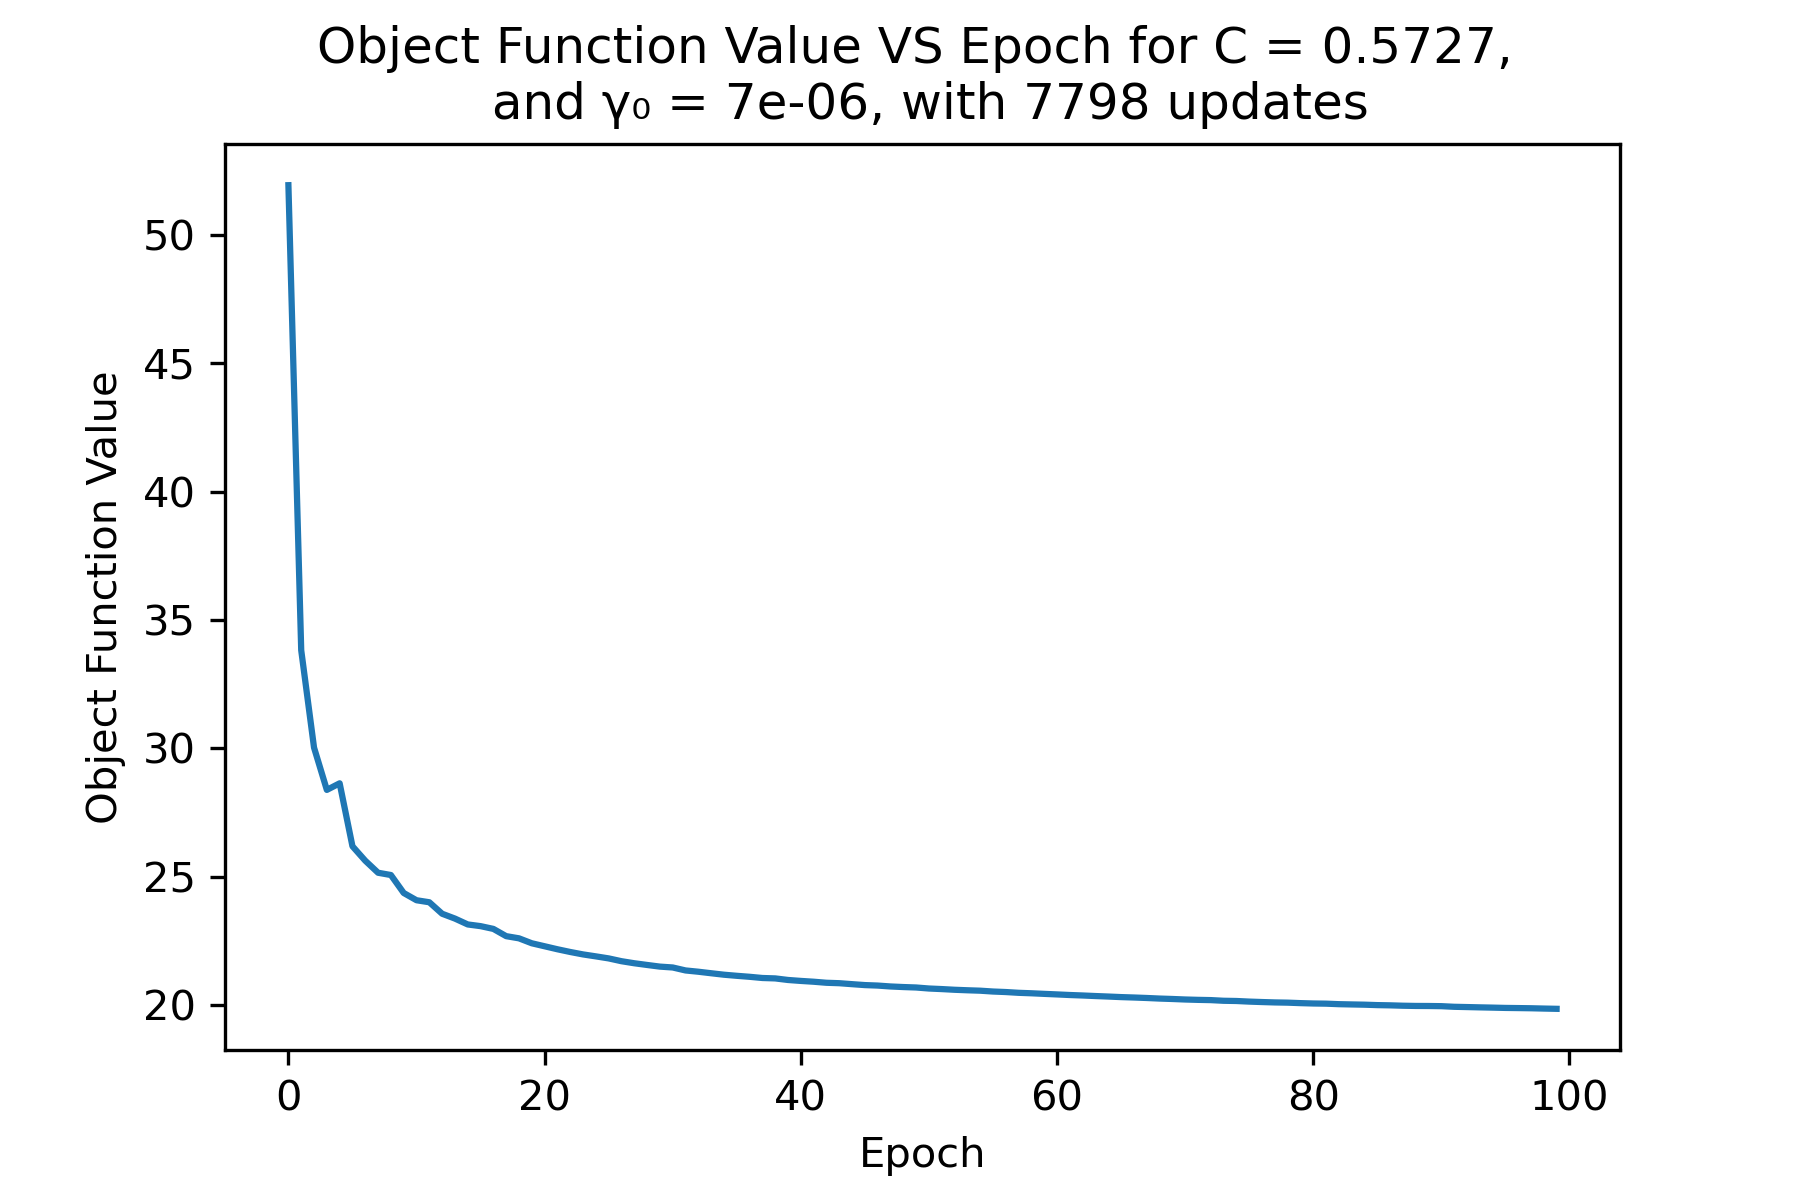 Object Function Value VS Epoch for C = 0.5727,
and γ₀ = 7e-06, with 7798 updates
Object Function Value
50
45
40
35
30
25
20
0 20 40 60 80 100
Epoch